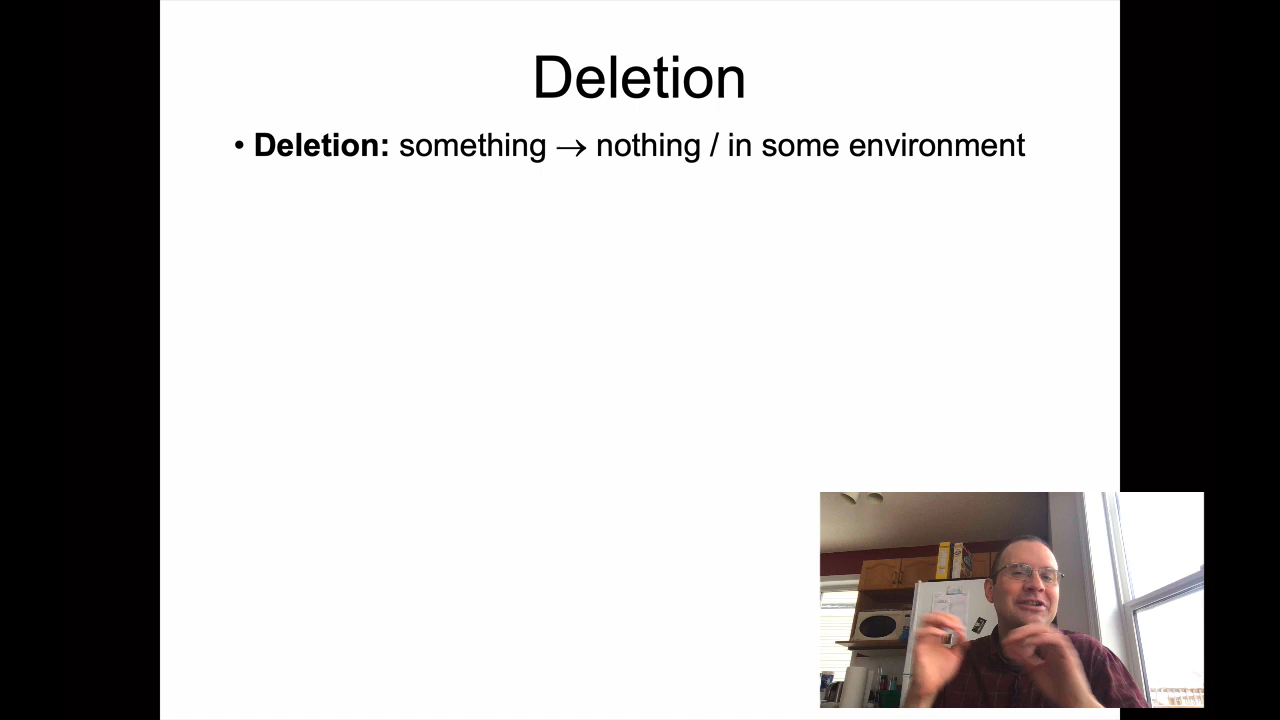 Deletion
• Deletion: something → nothing / in some environment